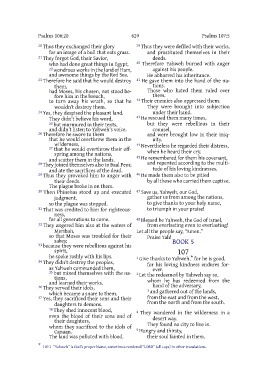 Psalms 106:20
629
Psalms 107:5
20 Thus they exchanged their glory
for an image of a bull that eats grass.
21 They forgot God, their Savior,
who had done great things in Egypt,
22 wondrous works in the land of Ham,
and awesome things by the Red Sea.
23 Therefore he said that he would destroy
them,
had Moses, his chosen, not stood be-
fore him in the breach,
to turn away his wrath, so that he
wouldn't destroy them.
24 Yes, they despised the pleasant land.
They didn't believe his word,
25 but murmured in their tents,
and didn't listen to Yahweh's voice.
26 Therefore he swore to them
that he would overthrow them in the
wilderness,
27 that he would overthrow their off-
spring among the nations,
and scatter them in the lands.
28 They joined themselves also to Baal Peor,
and ate the sacrifices of the dead.
29 Thus they provoked him to anger with
their deeds.
The plague broke in on them.
30 Then Phinehas stood up and executed
judgment,
so the plague was stopped.
31 That was credited to him for righteous-
ness,
for all generations to come.
32 They angered him also at the waters of
Meribah,
so that Moses was troubled for their
sakes;
33 because they were rebellious against his
spirit,
he spoke rashly with his lips.
34 They didn't destroy the peoples,
as Yahweh commanded them,
35 but mixed themselves with the na-
tions,
and learned their works.
36 They served their idols,
which became a snare to them.
37 Yes, they sacrificed their sons and their
daughters to demons.
38 They shed innocent blood,
even the blood of their sons and of
their daughters,
whom they sacrificed to the idols of
Canaan.
The land was polluted with blood.
39 Thus they were defiled with their works,
and prostituted themselves in their
deeds.
40 Therefore Yahweh burned with anger
against his people.
He abhorred his inheritance.
41 He gave them into the hand of the na-
tions.
Those who hated them ruled over
them.
42 Their enemies also oppressed them.
They were brought into subjection
under their hand.
43 He rescued them many times,
but they were rebellious in their
counsel,
and were brought low in their iniq-
uity.
44 Nevertheless he regarded their distress,
when he heard their cry.
45 He remembered for them his covenant,
and repented according to the multi-
tude of his loving kindnesses.
46 He made them also to be pitied
by all those who carried them captive.
47 Save us, Yahweh, our God,
gather us from among the nations,
to give thanks to your holy name,
to triumph in your praise!
48 Blessed be Yahweh, the God of Israel,
from everlasting even to everlasting!
Let all the people say, "Amen."
Praise Yah!
BOOK 5
107
1 Give thanks to Yahweh,* for he is good,
for his loving kindness endures for-
ever.
2 Let the redeemed by Yahweh say so,
whom he has redeemed from the
hand of the adversary,
3 and gathered out of the lands,
from the east and from the west,
from the north and from the south.
4 They wandered in the wilderness in a
desert way.
They found no city to live in.
5 Hungry and thirsty,
their soul fainted in them.
* 107:1 "Yahweh" is God's proper Name, sometimes rendered "LORD" (all caps) in other translations.